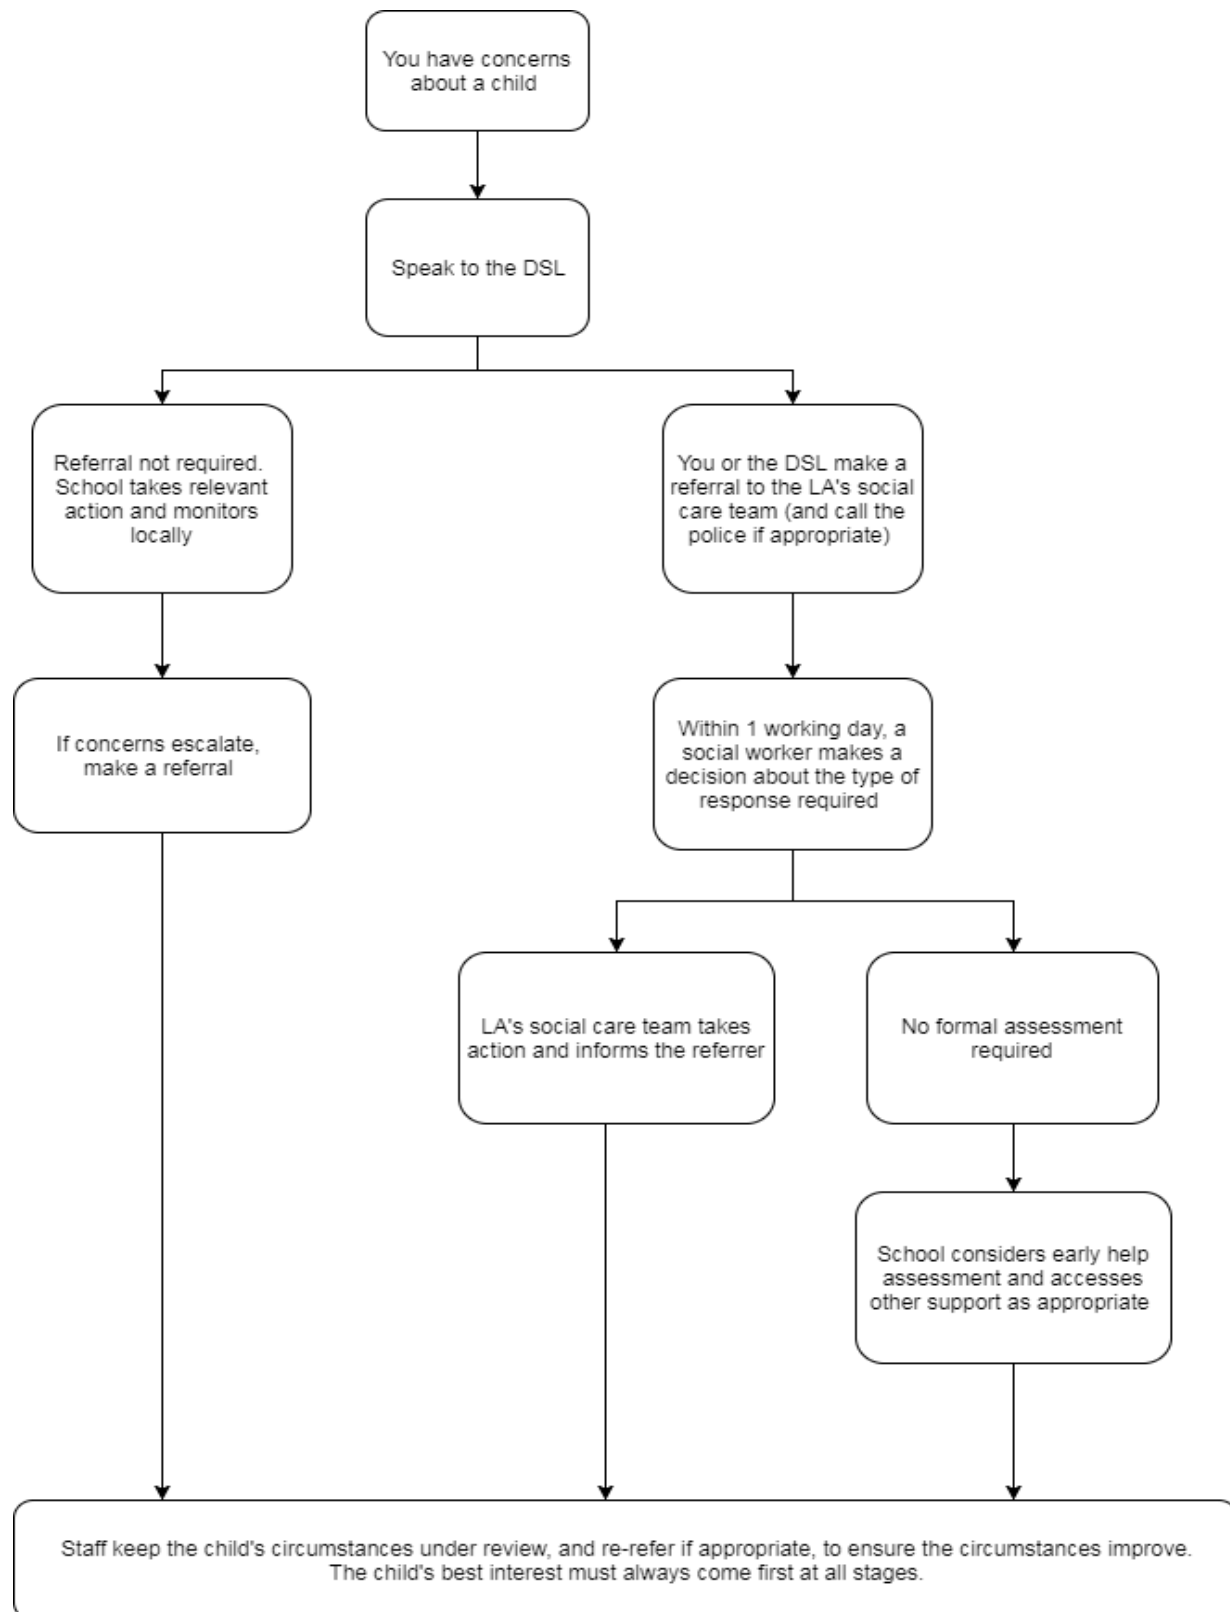 You have concerns
about a child
Speak to the DSL
Referral not required.
School takes relevant
action and monitors
locally
You or the DSL make a
referral to the LA's social
care team (and call the
police if appropriate)
If concerns escalate,
make a referral
Within 1 working day, a
social worker makes a
decision about the type of
response required
LA's social care team takes
action and informs the referrer
No formal assessment
required
School considers early help
assessment and accesses
other support as appropriate
Staff keep the child's circumstances under review, and re-refer if appropriate, to ensure the circumstances improve.
The child's best interest must always come first at all stages.